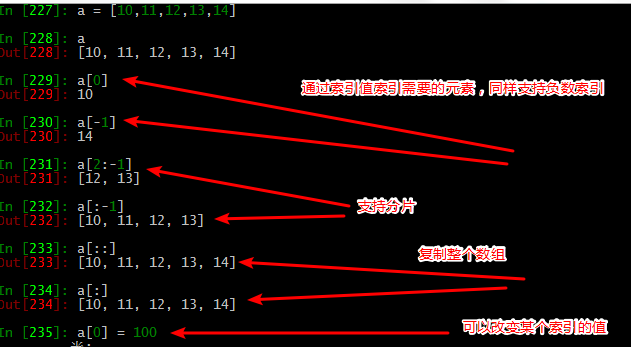 In [227]: a = [10,11,12,13,14]
In [228]: a
Out[228]: [10, 11, 12, 13, 14]
In [229]: a[0]
Out[229]: 10
通过索引值索引需要的元素，同样支持负数索引
In [230]: a[-1]
Out[230]: 14
In [231]: a[2:-1]
Out[231]: [12, 13]
支持分片
In [232]: a[:-1]
Out[232]: [10, 11, 12, 13]
In [233]: a[::]
复制整个数组
Out[233]: [10, 11, 12, 13, 14]
In [234]: a[:]
Out[234]: [10, 11, 12, 13, 14]
In [235]: a[0] = 100
可以改变某个索引的值